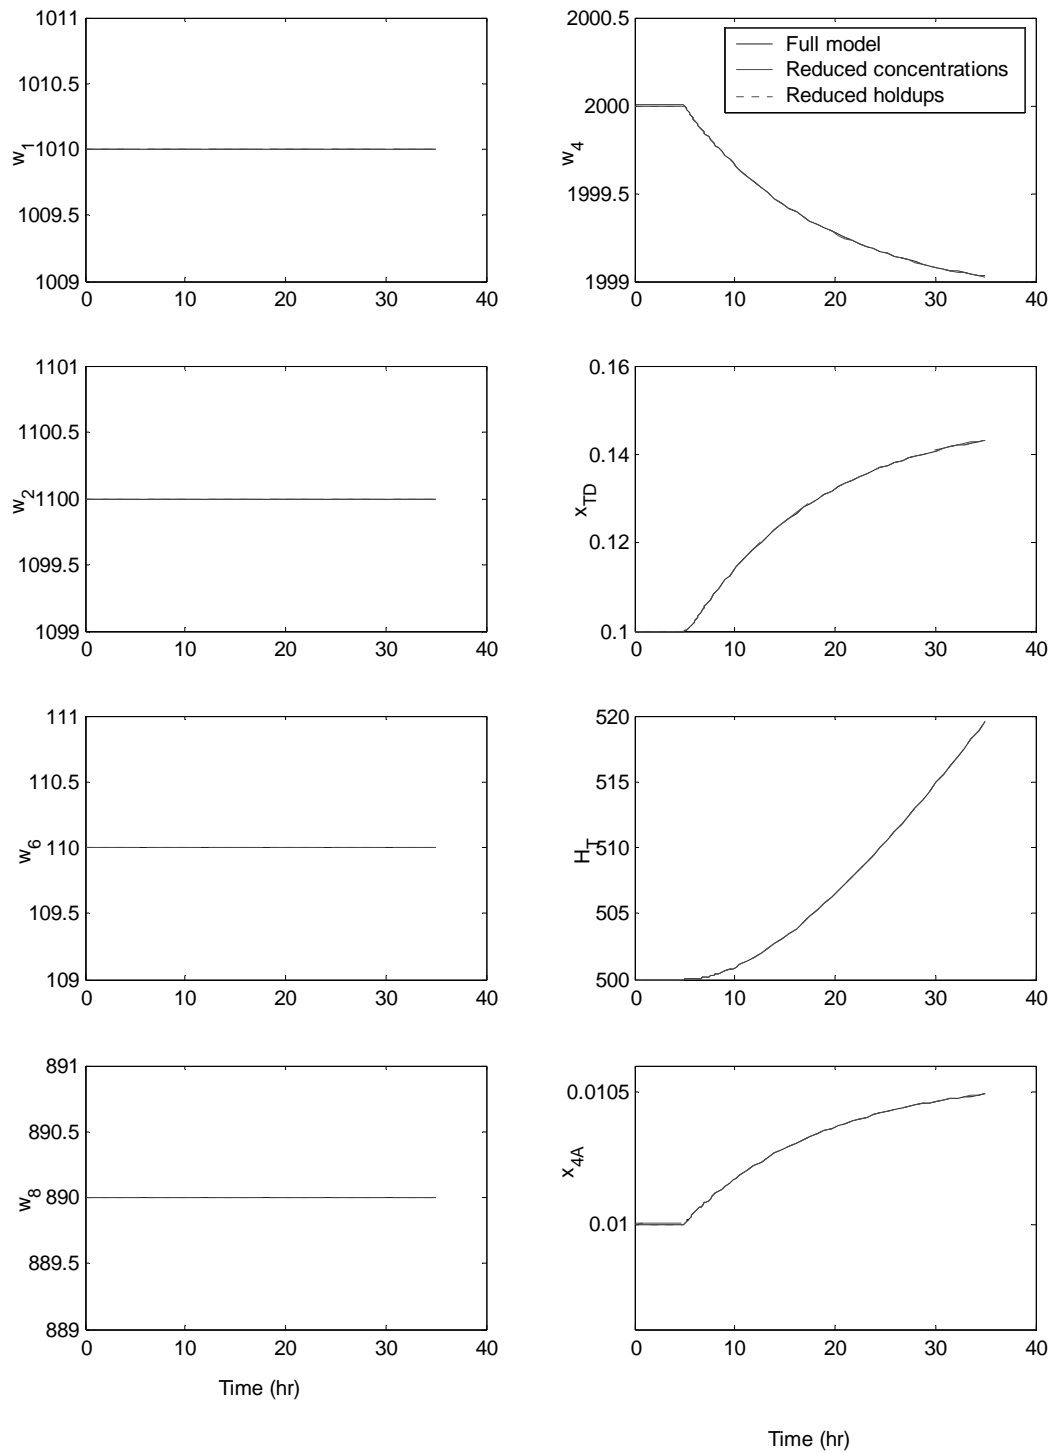 1011
1010.5
1010
1009.5
1009
w1
0 10 20 30 40
2000.5
2000
1999.5
1999
w4
0 10 20 30 40
Full model
Reduced concentrations
Reduced holdups
1101
1100.5
1100
1099.5
1099
w2
0 10 20 30 40
0.16
0.14
0.12
0.1
xTD
0 10 20 30 40
111
110.5
110
109.5
109
w6
0 10 20 30 40
520
515
510
505
500
HT
0 10 20 30 40
891
890.5
890
889.5
889
w8
0 10 20 30 40
Time (hr)
0.0105
0.01
x4A
0 10 20 30 40
Time (hr)